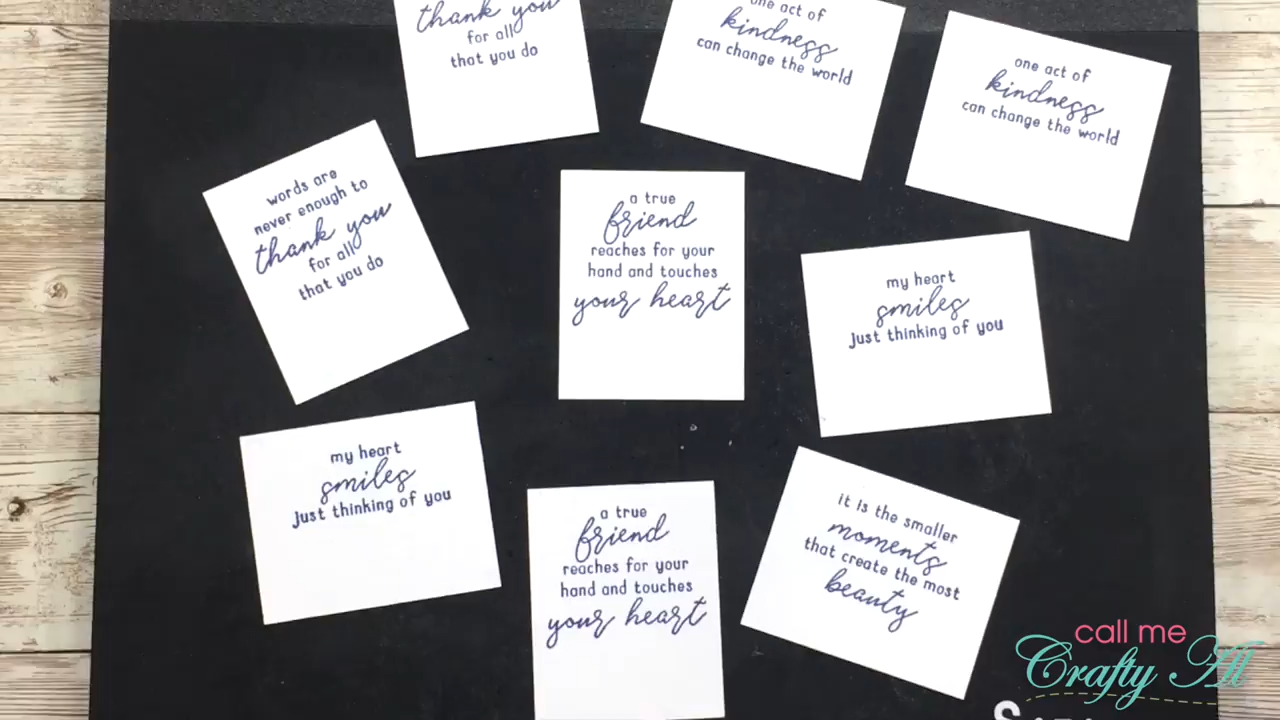 thank you
for all
that you do
one act of
kindness
can change the world
one act of
kindness
can change the world
words are
never enough to
thank you
for all
that you do
a true
friend
reaches for your
hand and touches
your heart
my heart
smiles
Just thinking of you
my heart
smiles
Just thinking of you
a true
friend
reaches for your
hand and touches
your heart
it is the smaller
moments
that create the most
beauty
call me
Crafty Al